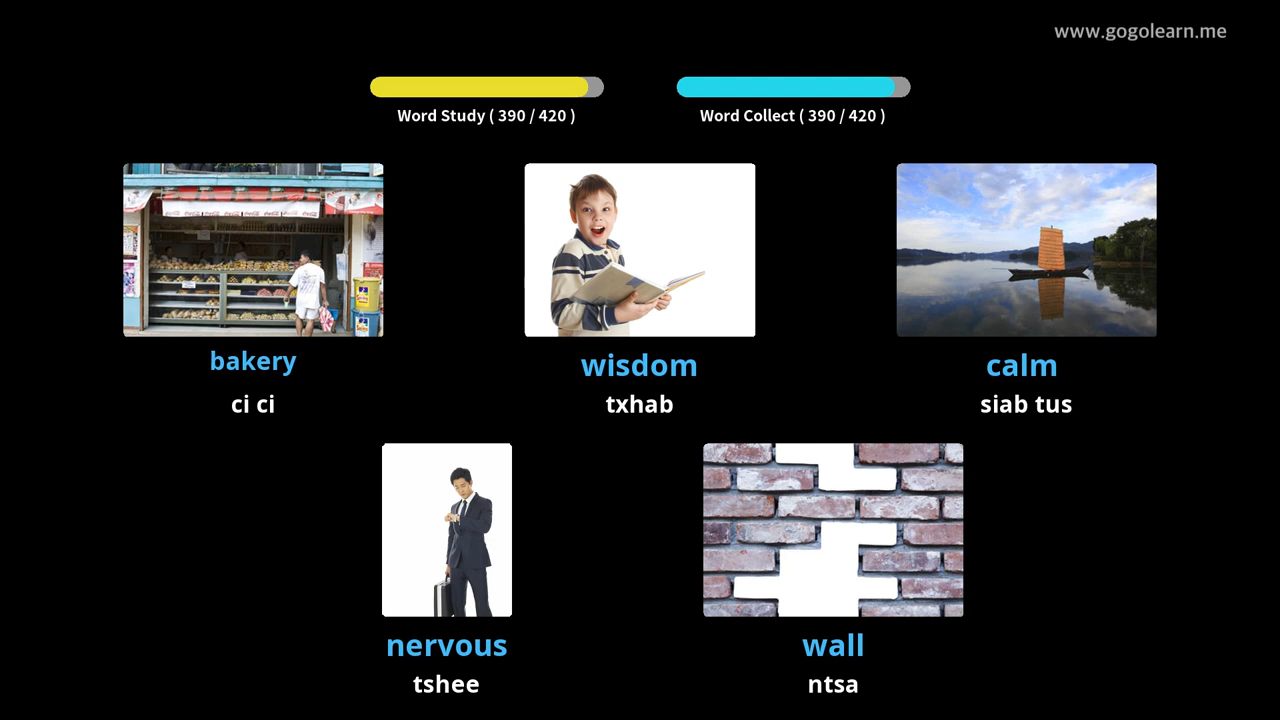 www.gogolearn.me
Word Study ( 390 / 420 )
Word Collect ( 390 / 420 )
bakery
wisdom
calm
ci ci
txhab
siab tus
nervous
wall
tshee
ntsa